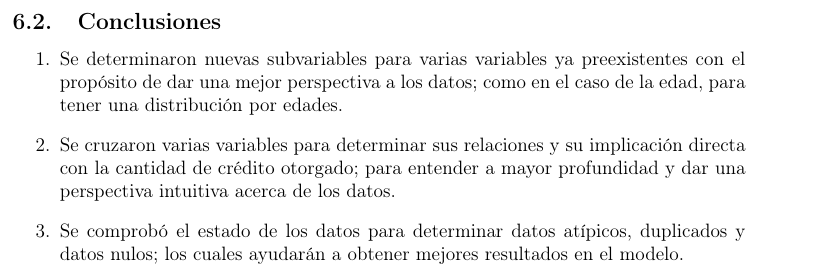 6.2. Conclusiones
1. Se determinaron nuevas subvariables para varias variables ya preexistentes con el
propósito de dar una mejor perspectiva a los datos; como en el caso de la edad, para
tener una distribución por edades.
2. Se cruzaron varias variables para determinar sus relaciones y su implicación directa
con la cantidad de crédito otorgado; para entender a mayor profundidad y dar una
perspectiva intuitiva acerca de los datos.
3. Se comprobó el estado de los datos para determinar datos atípicos, duplicados y
datos nulos; los cuales ayudarán a obtener mejores resultados en el modelo.